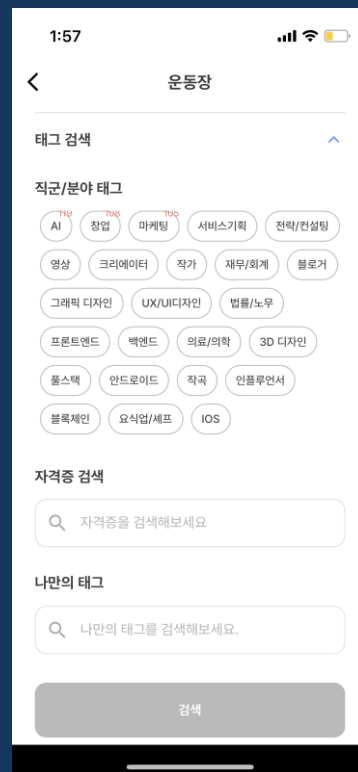 1:57
운동장
태그 검색
직군/분야 태그
119 108 105
AI 창업 마케팅 서비스기획 전략/컨설팅
영상 크리에이터 작가 재무/회계 블로거
그래픽 디자인 UX/UI디자인 법률/노무
프론트엔드 백엔드 의료/의학 3D 디자인
풀스택 안드로이드 작곡 인플루언서
블록체인 요식업/셰프 IOS
자격증 검색
자격증을 검색해보세요
나만의 태그
나만의 태그를 검색해보세요.
검색